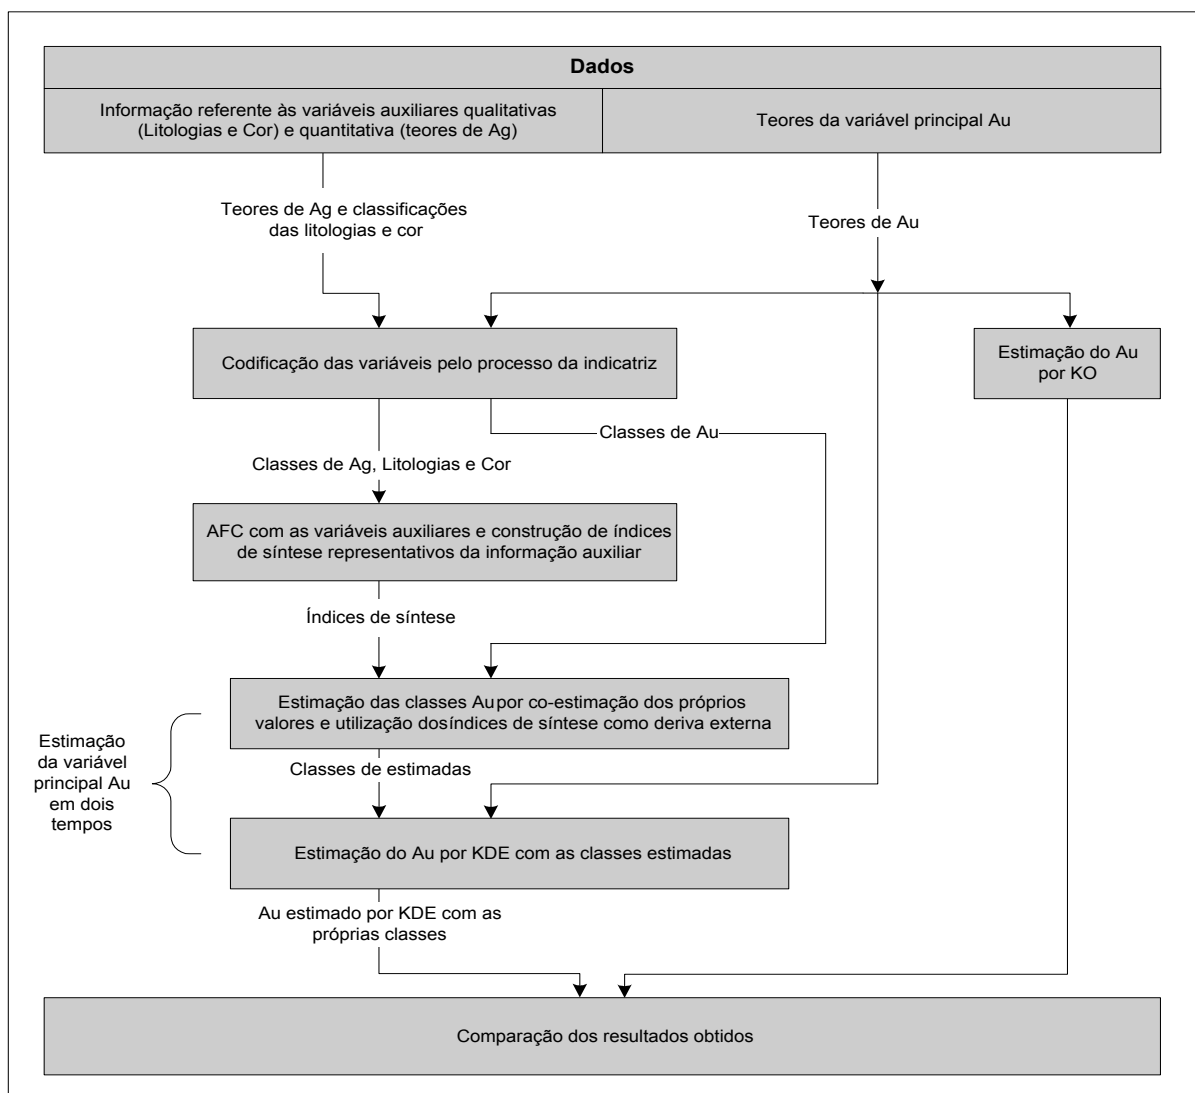 Dados
Informação referente às variáveis auxiliares qualitativas
(Litologias e Cor) e quantitativa (teores de Ag)
Teores da variável principal Au
Teores de Ag e classificações
das litologias e cor
Teores de Au
Codificação das variáveis pelo processo da indicatriz
Estimação do Au
por KO
Classes de Au
Classes de Ag, Litologias e Cor
AFC com as variáveis auxiliares e construção de índices
de síntese representativos da informação auxiliar
Índices de síntese
Estimação das classes Au por co-estimação dos próprios
valores e utilização dosíndices de síntese como deriva externa
Estimação
da variável
principal Au
em dois
tempos
Classes de estimadas
Estimação do Au por KDE com as classes estimadas
Au estimado por KDE com as
próprias classes
Comparação dos resultados obtidos